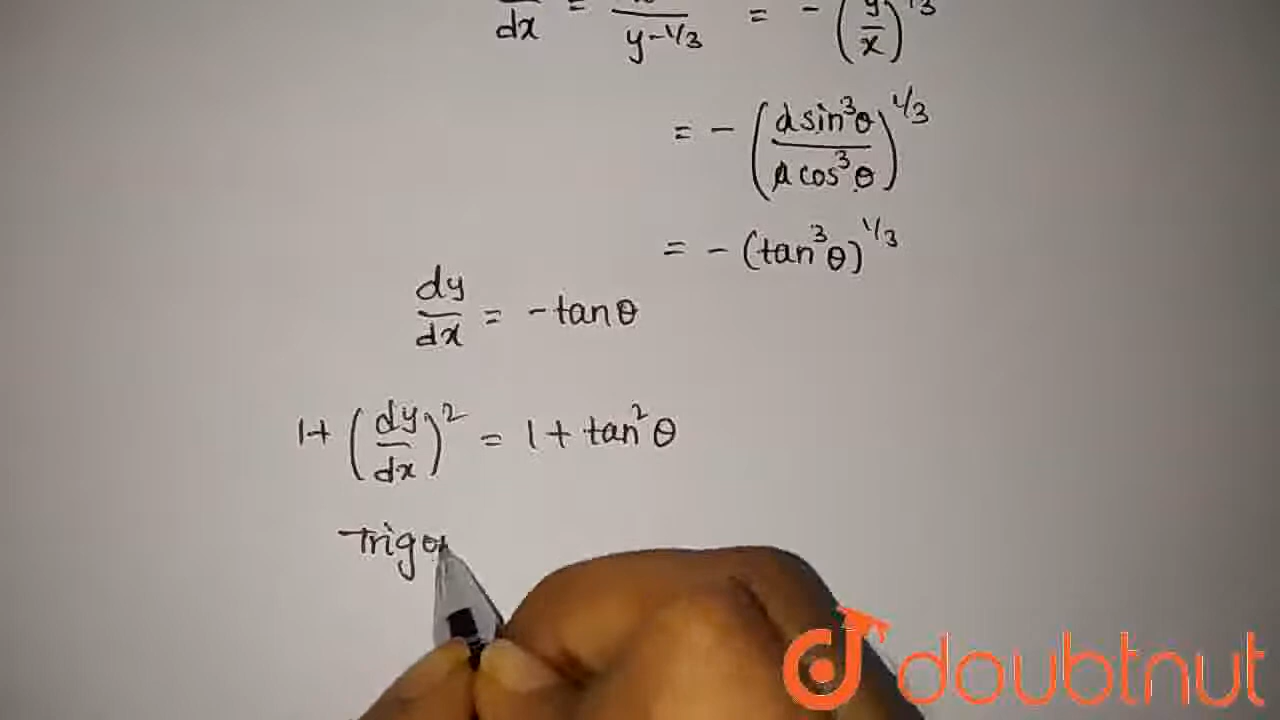 dx = y-1/3 = - (y/x)1/3
= - (a sin³θ / a cos³θ)1/3
= - (tan³θ)1/3
dy/dx = -tanθ
1+ (dy/dx)² = 1 + tan²θ
Trigo
doubtnut